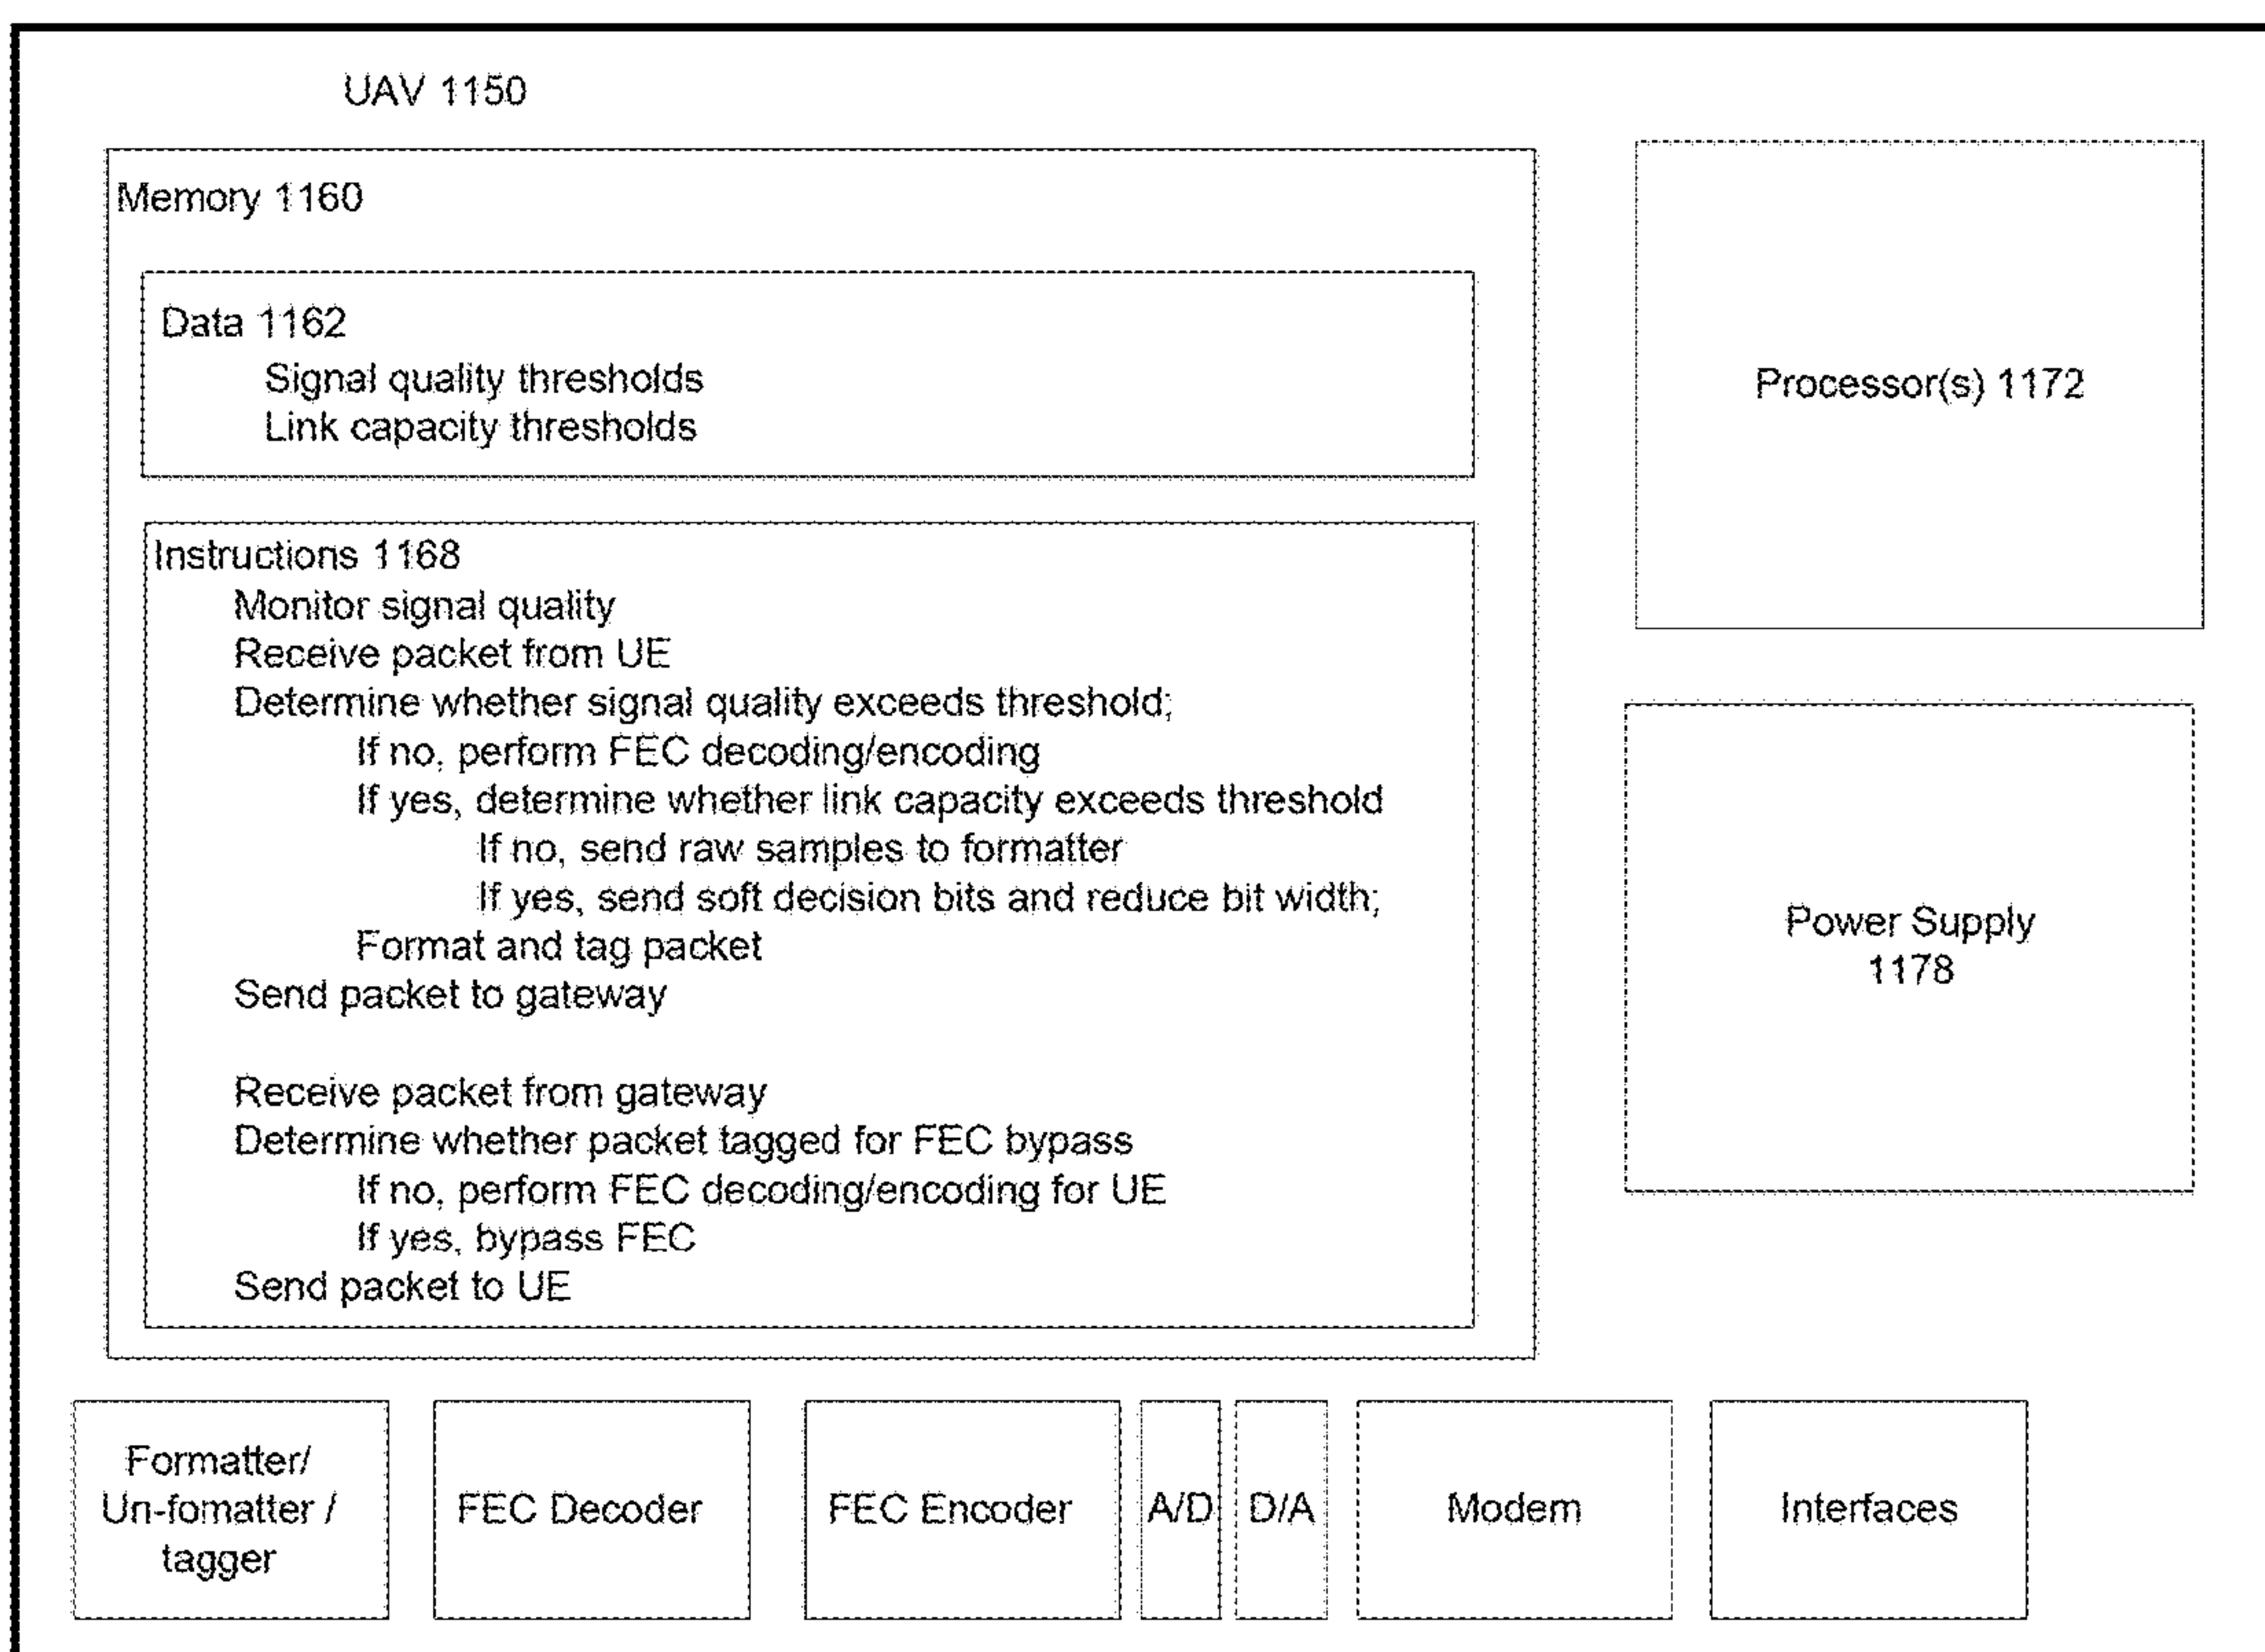 UAV 1150
Memory 1160
Data 1162
Signal quality thresholds
Link capacity thresholds
Instructions 1168
Monitor signal quality
Receive packet from UE
Determine whether signal quality exceeds threshold;
If no, perform FEC decoding/encoding
If yes, determine whether link capacity exceeds threshold
If no, send raw samples to formatter
If yes, send soft decision bits and reduce bit width;
Format and tag packet
Send packet to gateway
Receive packet from gateway
Determine whether packet tagged for FEC bypass
If no, perform FEC decoding/encoding for UE
If yes, bypass FEC
Send packet to UE
Processor(s) 1172
Power Supply
1178
Formatter/
Un-fomatter /
tagger
FEC Decoder
FEC Encoder
A/D
D/A
Modem
Interfaces